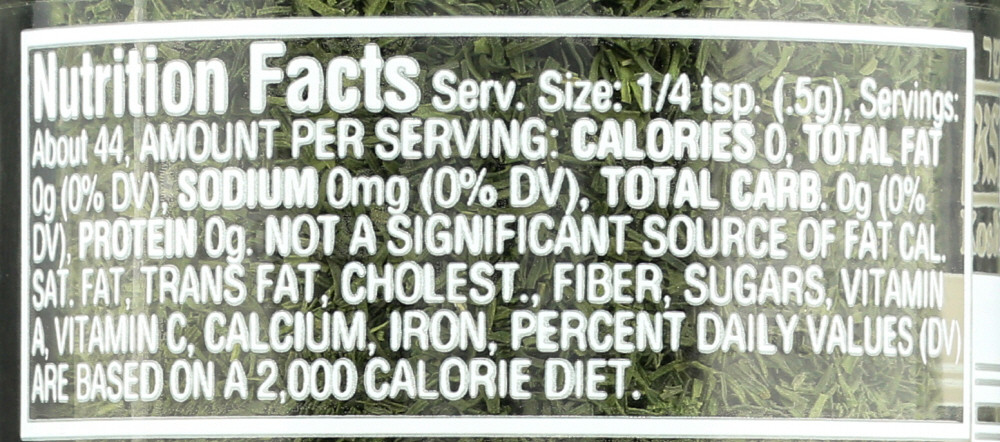 Nutrition Facts Serv. Size: 1/4 tsp. (.5g), Servings:
About 44, AMOUNT PER SERVING: CALORIES 0, TOTAL FAT
0g (0% DV), SODIUM 0mg (0% DV), TOTAL CARB. 0g (0%
DV), PROTEIN 0g. NOT A SIGNIFICANT SOURCE OF FAT CAL.
SAT. FAT, TRANS FAT, CHOLEST., FIBER, SUGARS, VITAMIN
A, VITAMIN C, CALCIUM, IRON, PERCENT DAILY VALUES (DV)
ARE BASED ON A 2,000 CALORIE DIET.